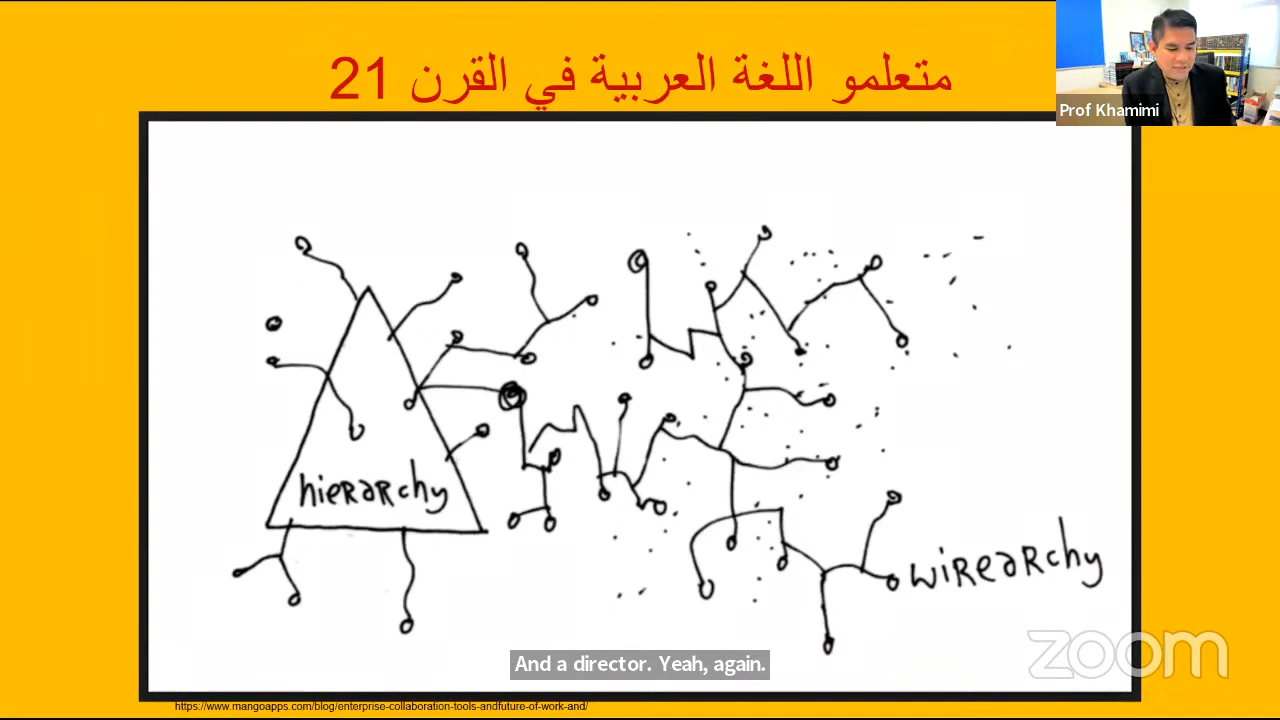 متعلمو اللغة العربية في القرن 21
Prof Khamimi
hierarchy
wirearchy
zoom
And a director. Yeah, again.
https://www.mangoapps.com/blog/enterprise-collaboration-tools-andfuture-of-work-and/